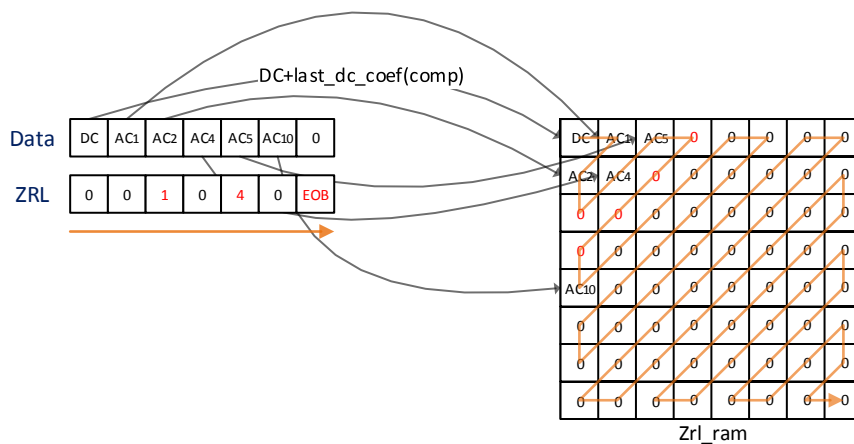 DC+last_dc_coef(comp)
Data DC AC1 AC2 AC4 AC5 AC10 0
ZRL 0 0 1 0 4 0 EOB
DC AC1 AC5 0 0 0 0 0
AC2 AC4 0 0 0 0 0 0
0 0 0 0 0 0 0 0
0 0 0 0 0 0 0 0
AC10 0 0 0 0 0 0 0
0 0 0 0 0 0 0 0
0 0 0 0 0 0 0 0
0 0 0 0 0 0 0 0
Zrl_ram